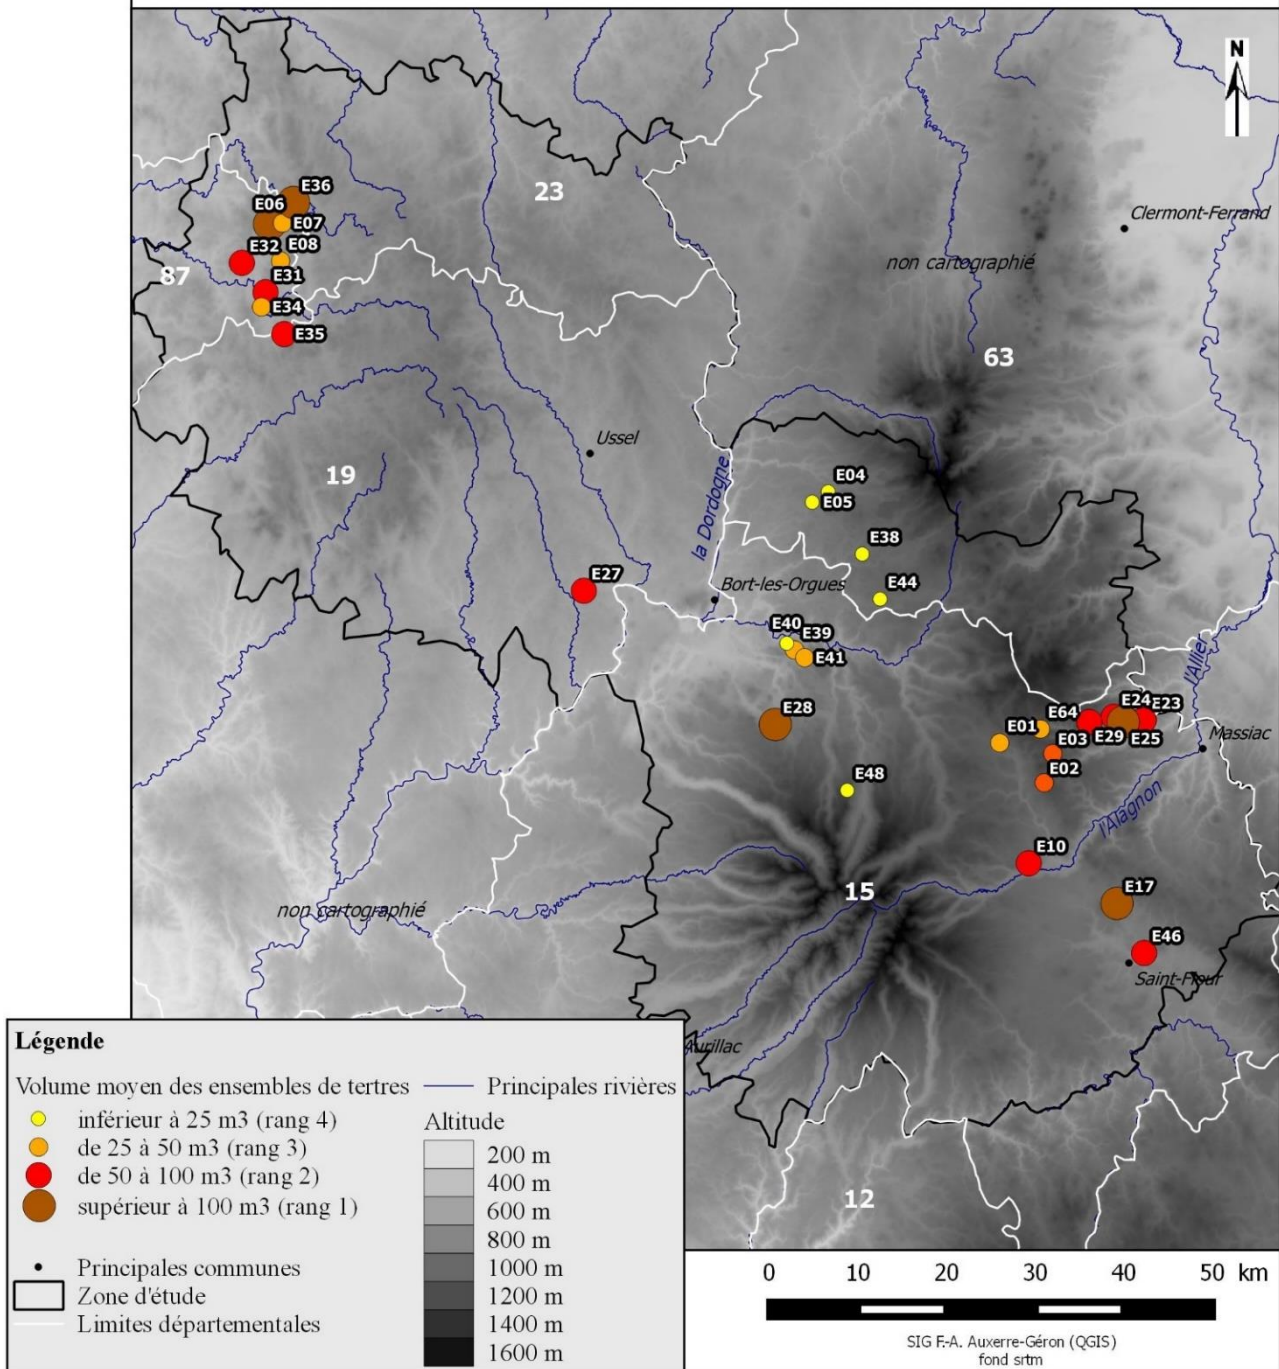 N
23
Clermont-Ferrand
E36
E06
E07
E08
E32
87
E31
E34
E35
non cartographié
63
Ussel
19
la Dordogne
E04
E05
E38
E27
Bort-les-Orgues
E44
E40
E39
E41
l'Allier
E28
E01
E64
E24
E23
E29
E25
E03
Massiac
E02
E48
l'Alagnon
E10
15
E17
non cartographié
E46
Saint-Flour
Aurillac
12
Légende
Volume moyen des ensembles de tertres
inférieur à 25 m3 (rang 4)
de 25 à 50 m3 (rang 3)
de 50 à 100 m3 (rang 2)
supérieur à 100 m3 (rang 1)
Principales communes
Zone d'étude
Limites départementales
Principales rivières
Altitude
200 m
400 m
600 m
800 m
1000 m
1200 m
1400 m
1600 m
0 10 20 30 40 50 km
SIG F.-A. Auxerre-Géron (QGIS)
fond srtm